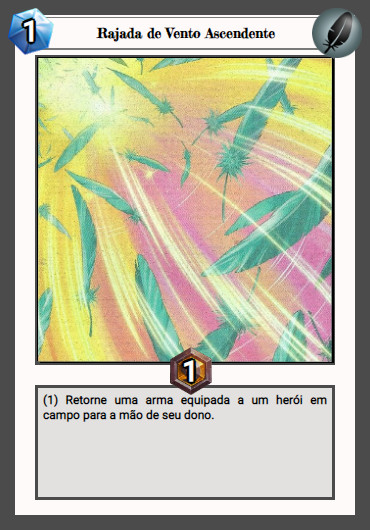 1
Rajada de Vento Ascendente
1
(1) Retorne uma arma equipada a um herói em
campo para a mão de seu dono.